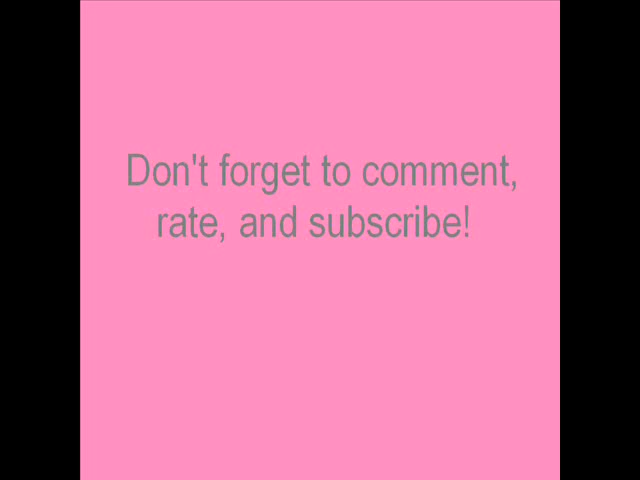 Don't forget to comment,
rate, and subscribe!